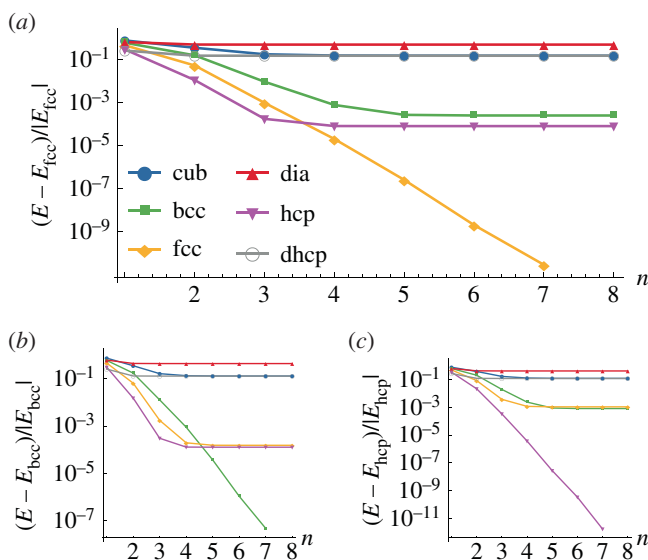 (a)
(E − E_fcc)/|E_fcc|
10⁻¹
10⁻³
10⁻⁵
10⁻⁷
10⁻⁹
cub
dia
bcc
hcp
fcc
dhcp
2 3 4 5 6 7 8 n
(b)
(E − E_bcc)/|E_bcc|
10⁻¹
10⁻³
10⁻⁵
10⁻⁷
2 3 4 5 6 7 8 n
(c)
(E − E_hcp)/|E_hcp|
10⁻¹
10⁻³
10⁻⁵
10⁻⁷
10⁻⁹
10⁻¹¹
2 3 4 5 6 7 8 n